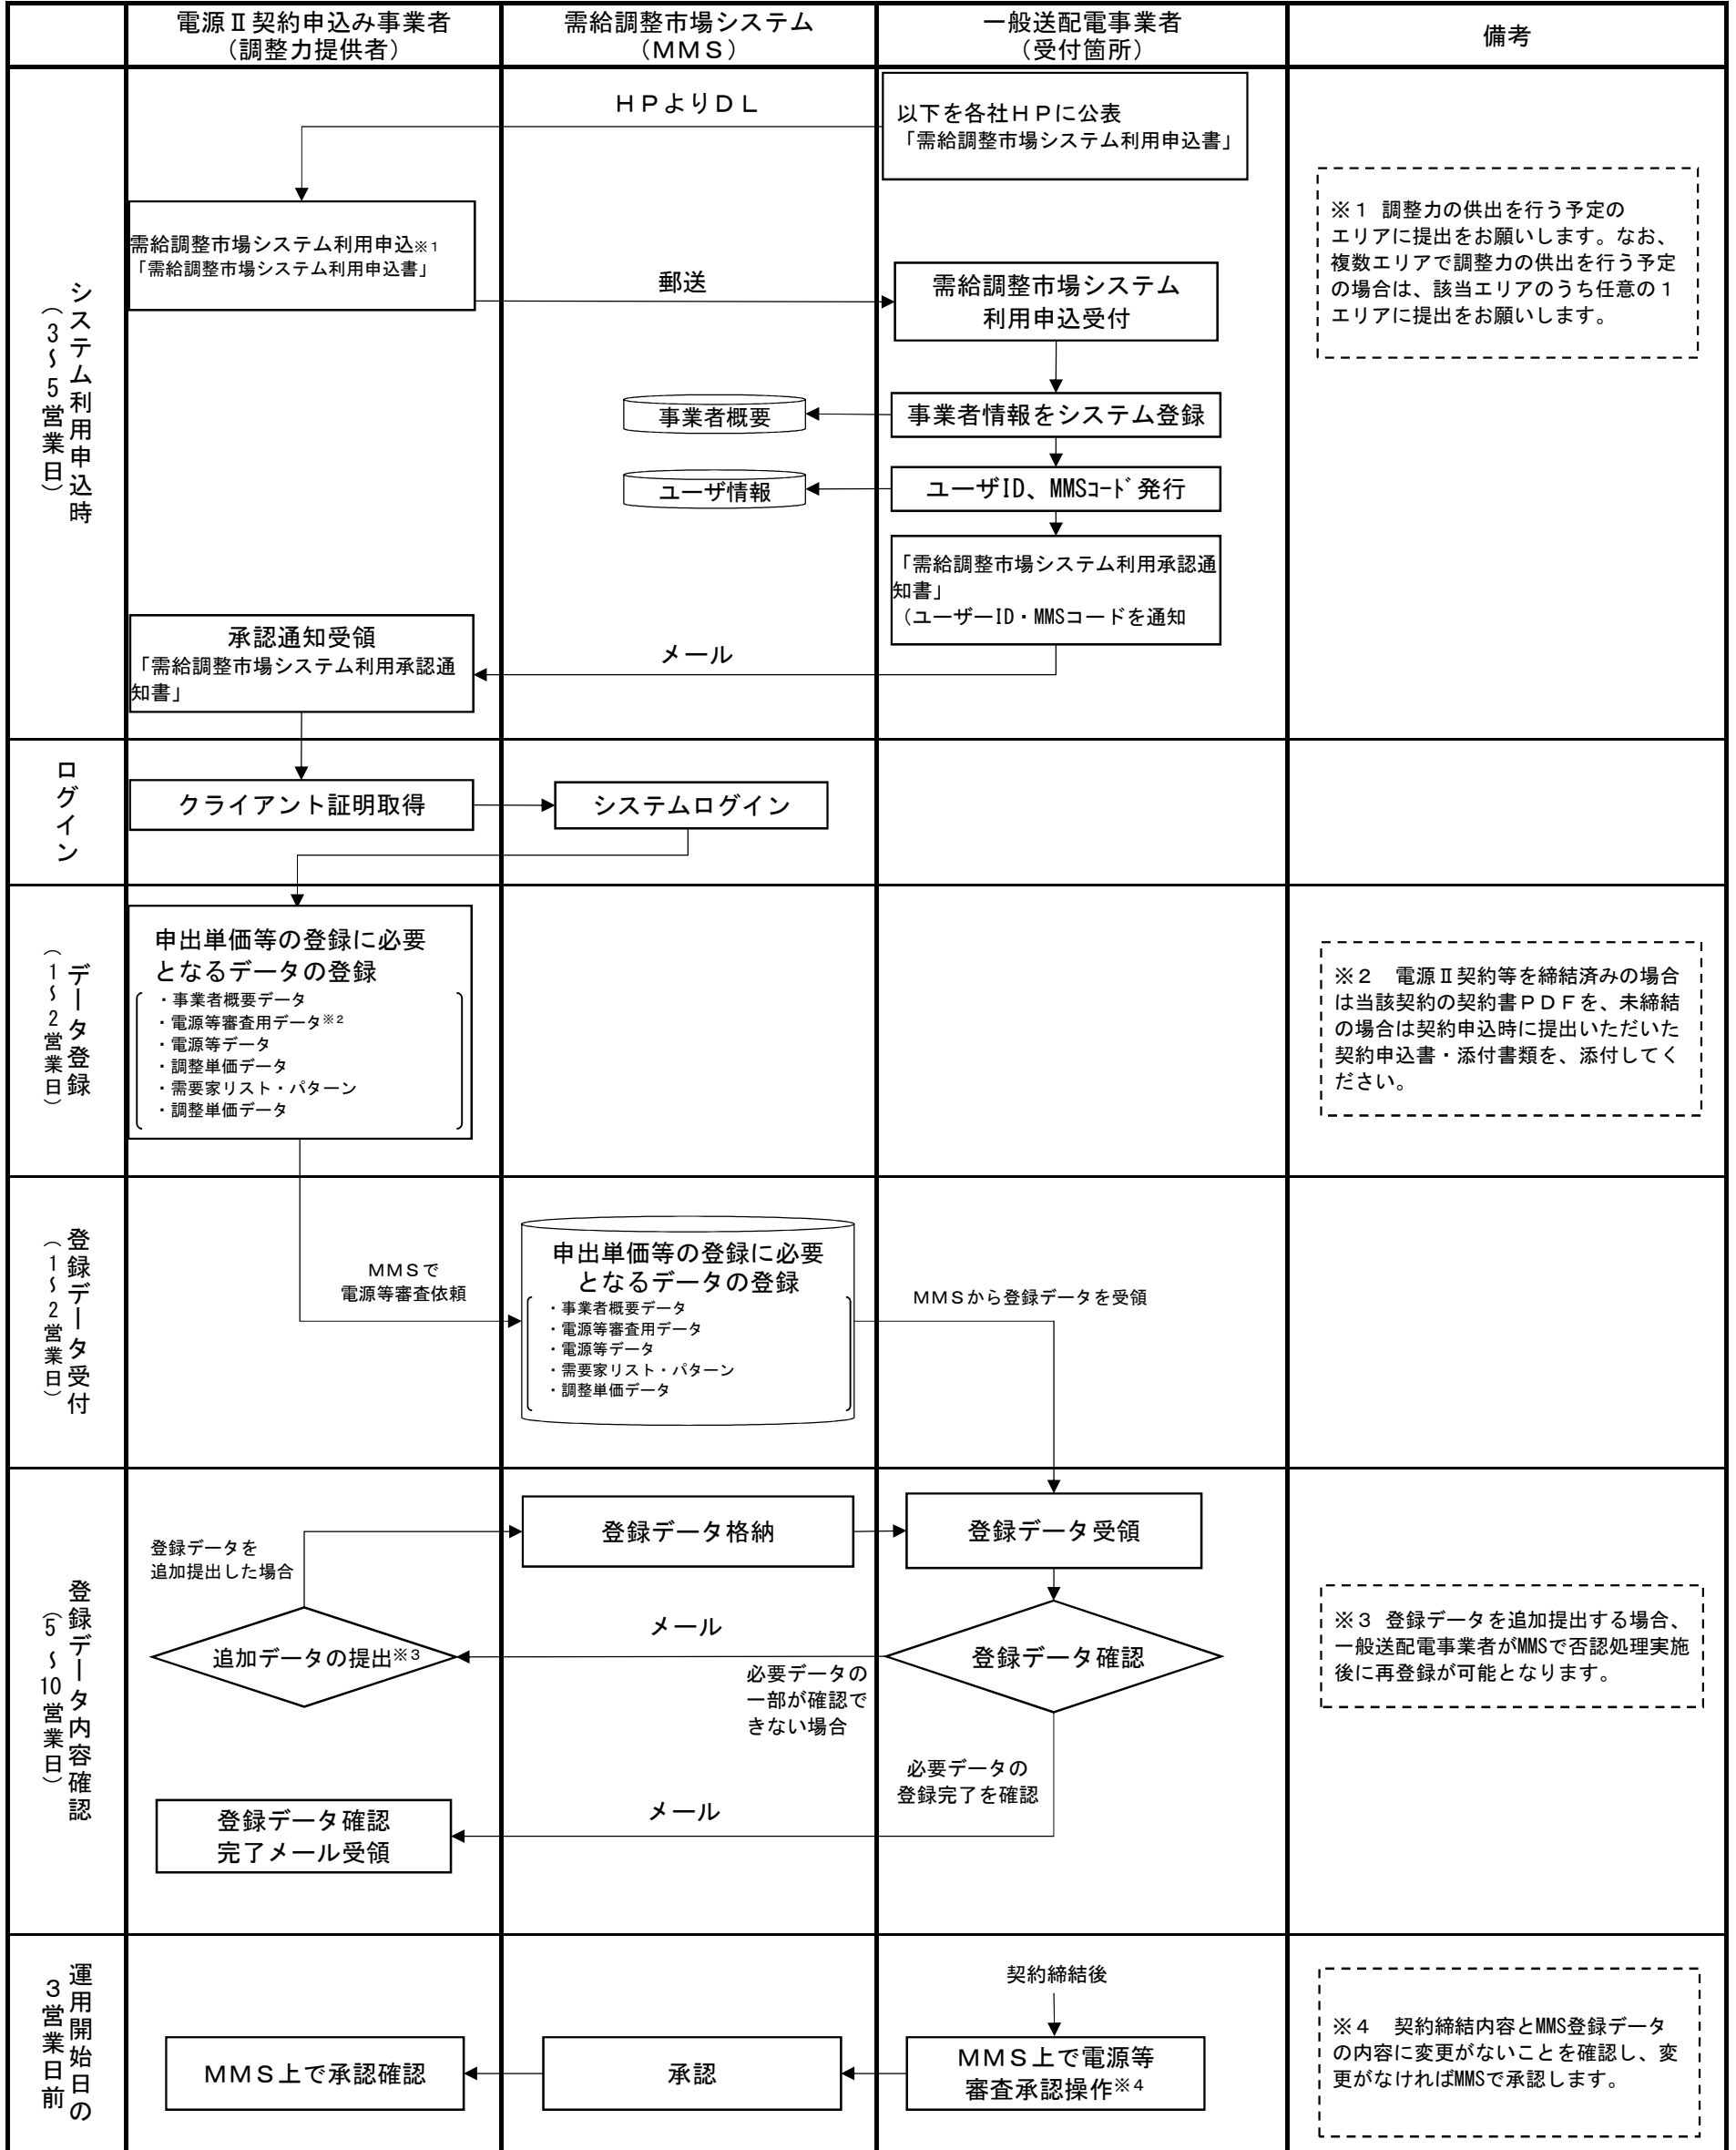 電源Ⅱ契約申込み事業者
（調整力提供者）
需給調整市場システム
（ＭＭＳ）
一般送配電事業者
（受付箇所）
備考
システム利用申込時
（3～5営業日）
ＨＰよりＤＬ
以下を各社ＨＰに公表
「需給調整市場システム利用申込書」
需給調整市場システム利用申込※1
「需給調整市場システム利用申込書」
郵送
需給調整市場システム
利用申込受付
※１ 調整力の供出を行う予定の
エリアに提出をお願いします。なお、
複数エリアで調整力の供出を行う予定
の場合は、該当エリアのうち任意の１
エリアに提出をお願いします。
事業者概要
事業者情報をシステム登録
ユーザ情報
ユーザID、MMSｺｰﾄﾞ発行
「需給調整市場システム利用承認通
知書」
（ユーザーID・MMSコードを通知
承認通知受領
「需給調整市場システム利用承認通
知書」
メール
ログイン
クライアント証明取得
システムログイン
データ登録
（1～2営業日）
申出単価等の登録に必要
となるデータの登録
・事業者概要データ
・電源等審査用データ※2
・電源等データ
・調整単価データ
・需要家リスト・パターン
・調整単価データ
※２　電源Ⅱ契約等を締結済みの場合
は当該契約の契約書ＰＤＦを、未締結
の場合は契約申込時に提出いただいた
契約申込書・添付書類を、添付してく
ださい。
登録データ受付
（1～2営業日）
ＭＭＳで
電源等審査依頼
申出単価等の登録に必要
となるデータの登録
・事業者概要データ
・電源等審査用データ
・電源等データ
・需要家リスト・パターン
・調整単価データ
ＭＭＳから登録データを受領
登録データ内容確認
（5～10営業日）
登録データを
追加提出した場合
登録データ格納
登録データ受領
追加データの提出※3
メール
必要データの
一部が確認で
きない場合
登録データ確認
※３ 登録データを追加提出する場合、
一般送配電事業者がMMSで否認処理実施
後に再登録が可能となります。
必要データの
登録完了を確認
登録データ確認
完了メール受領
メール
運用開始日の
３営業日前
契約締結後
ＭＭＳ上で承認確認
承認
ＭＭＳ上で電源等
審査承認操作※4
※４　契約締結内容とMMS登録データ
の内容に変更がないことを確認し、変
更がなければMMSで承認します。